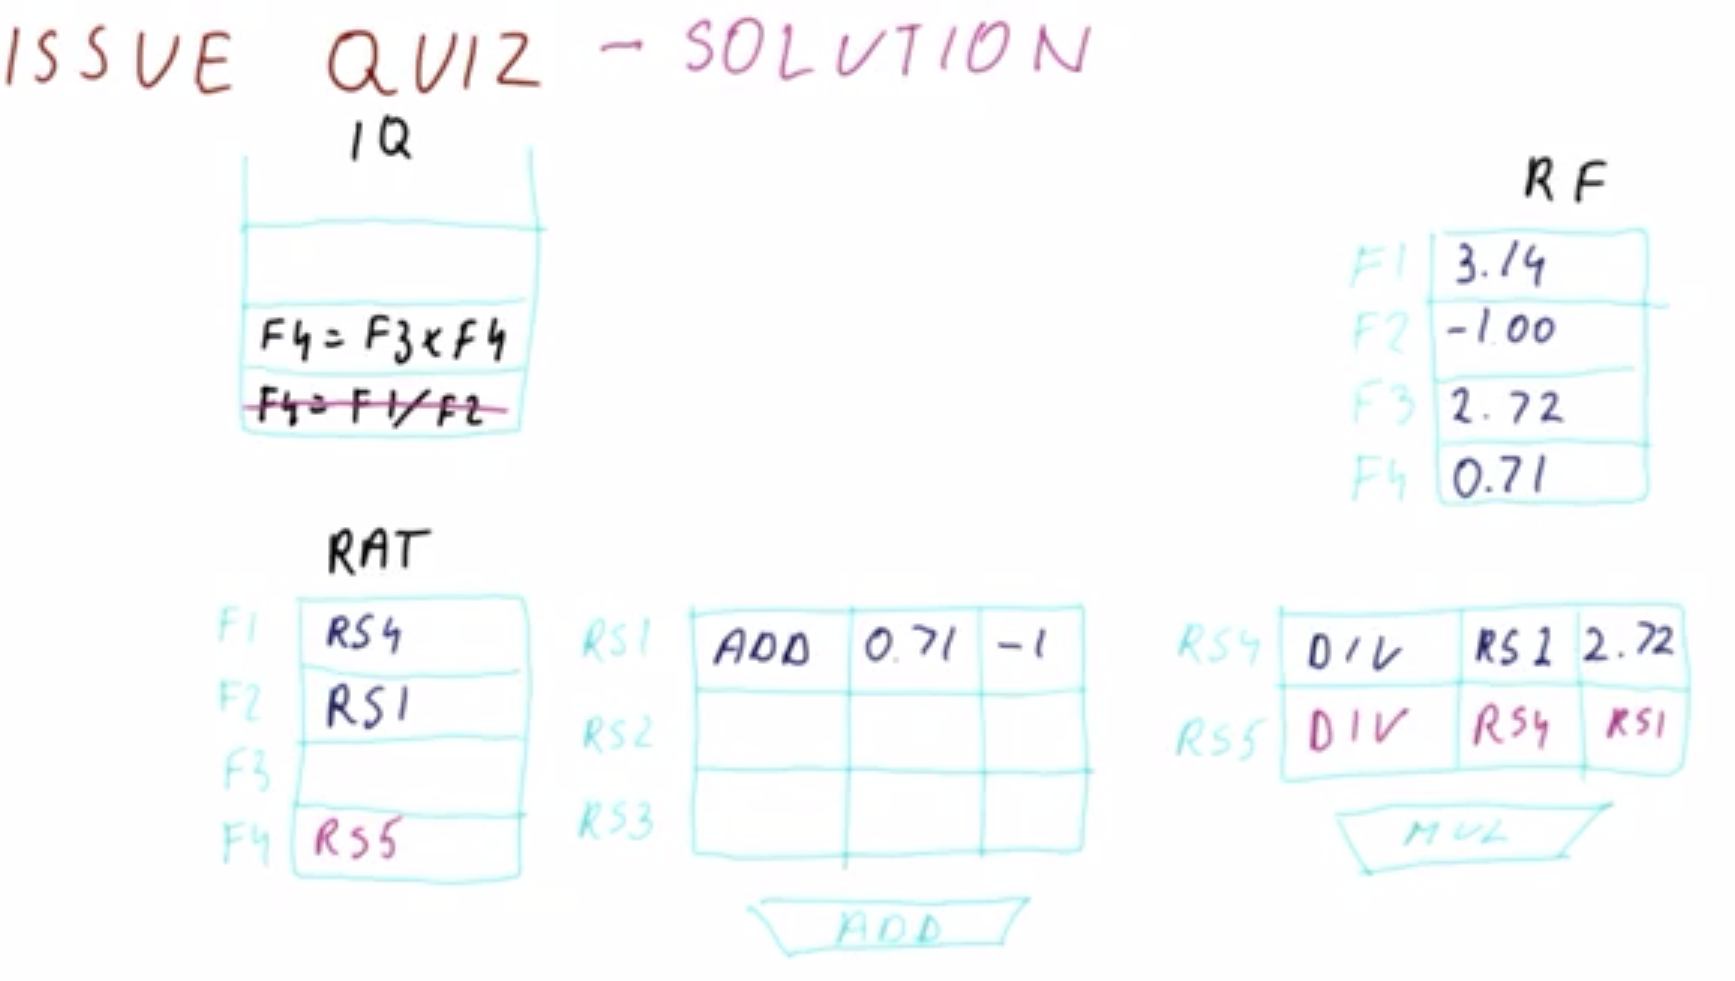 ISSUE QUIZ - SOLUTION
IQ
F4 = F3 x F4
F4 = F1/F2
RF
F1 3.14
F2 -1.00
F3 2.72
F4 0.71
RAT
F1 RS4
F2 RS1
F3
F4 RS5
RS1 ADD 0.71 -1
RS2
RS3
ADD
RS4 DIV RS1 2.72
RS5 DIV RS4 RS1
MUL